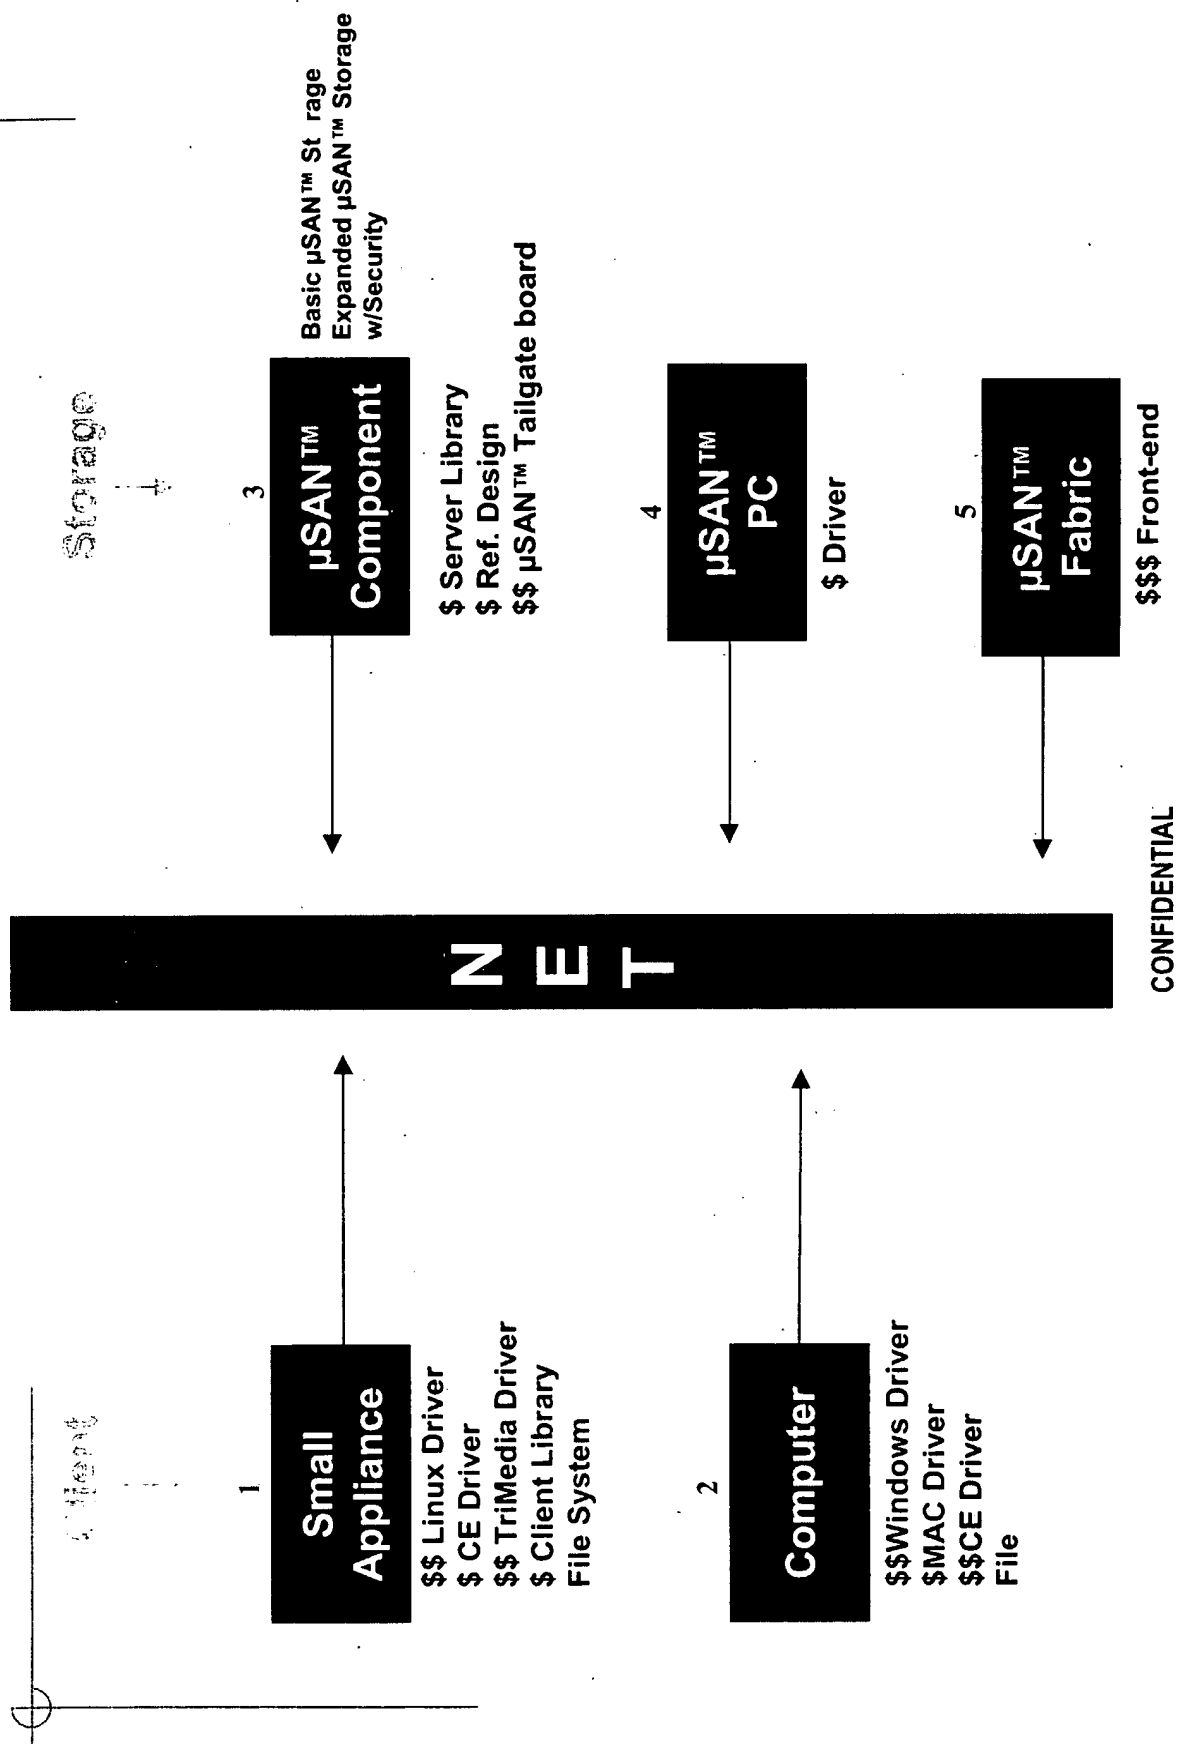 Client
Storage
1
Small
Appliance
$$ Linux Driver
$ CE Driver
$$ TriMedia Driver
$ Client Library
File System
2
Computer
$$Windows Driver
$MAC Driver
$$CE Driver
File
N
E
T
3
µSAN™
Component
Basic µSAN™ St rage
Expanded µSAN™ Storage
w/Security
$ Server Library
$ Ref. Design
$$ µSAN™ Tailgate board
4
µSAN™
PC
$ Driver
5
µSAN™
Fabric
$$$ Front-end
CONFIDENTIAL